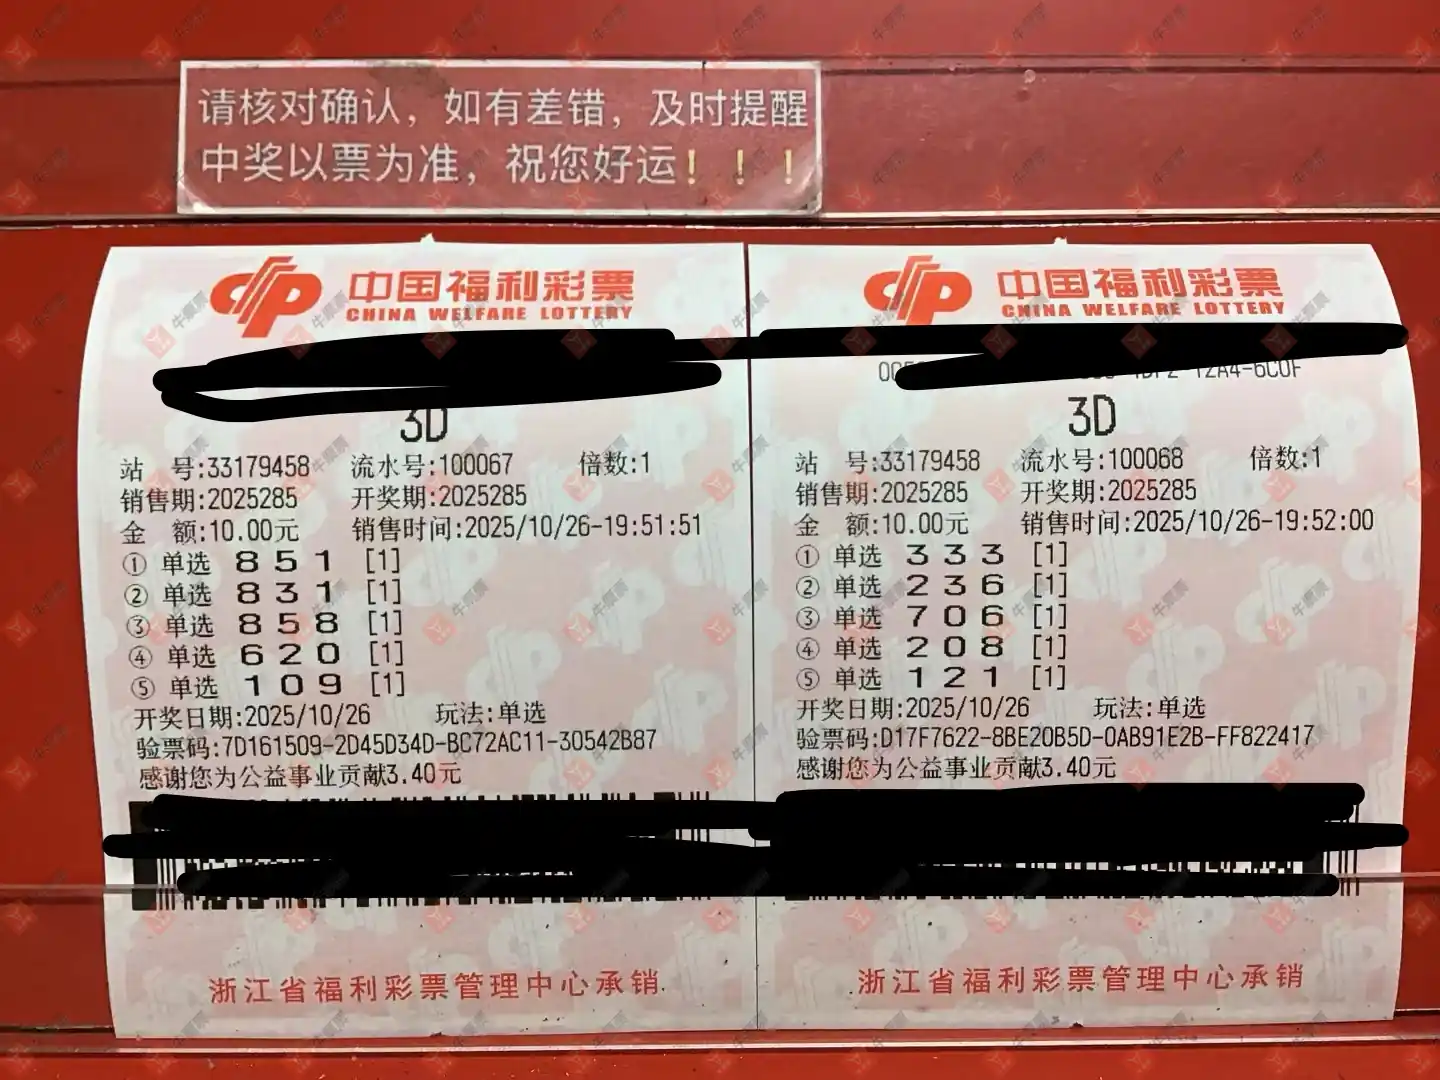 请核对确认，如有差错，及时提醒
中奖以票为准，祝您好运！！！
中国福利彩票
CHINA WELFARE LOTTERY
3D
站 号:33179458 流水号:100067 倍数:1
销售期:2025285 开奖期:2025285
金 额:10.00元 销售时间:2025/10/26-19:51:51
① 单选 8 5 1 [1]
② 单选 8 3 1 [1]
③ 单选 8 5 8 [1]
④ 单选 6 2 0 [1]
⑤ 单选 1 0 9 [1]
开奖日期:2025/10/26 玩法:单选
验票码:7D161509-2D45D34D-BC72AC11-30542B87
感谢您为公益事业贡献3.40元
浙江省福利彩票管理中心承销
中国福利彩票
CHINA WELFARE LOTTERY
12A4-6C0F
3D
站 号:33179458 流水号:100068 倍数:1
销售期:2025285 开奖期:2025285
金 额:10.00元 销售时间:2025/10/26-19:52:00
① 单选 3 3 3 [1]
② 单选 2 3 6 [1]
③ 单选 7 0 6 [1]
④ 单选 2 0 8 [1]
⑤ 单选 1 2 1 [1]
开奖日期:2025/10/26 玩法:单选
验票码:D17F7622-8BE20B5D-0AB91E2B-FF822417
感谢您为公益事业贡献3.40元
浙江省福利彩票管理中心承销